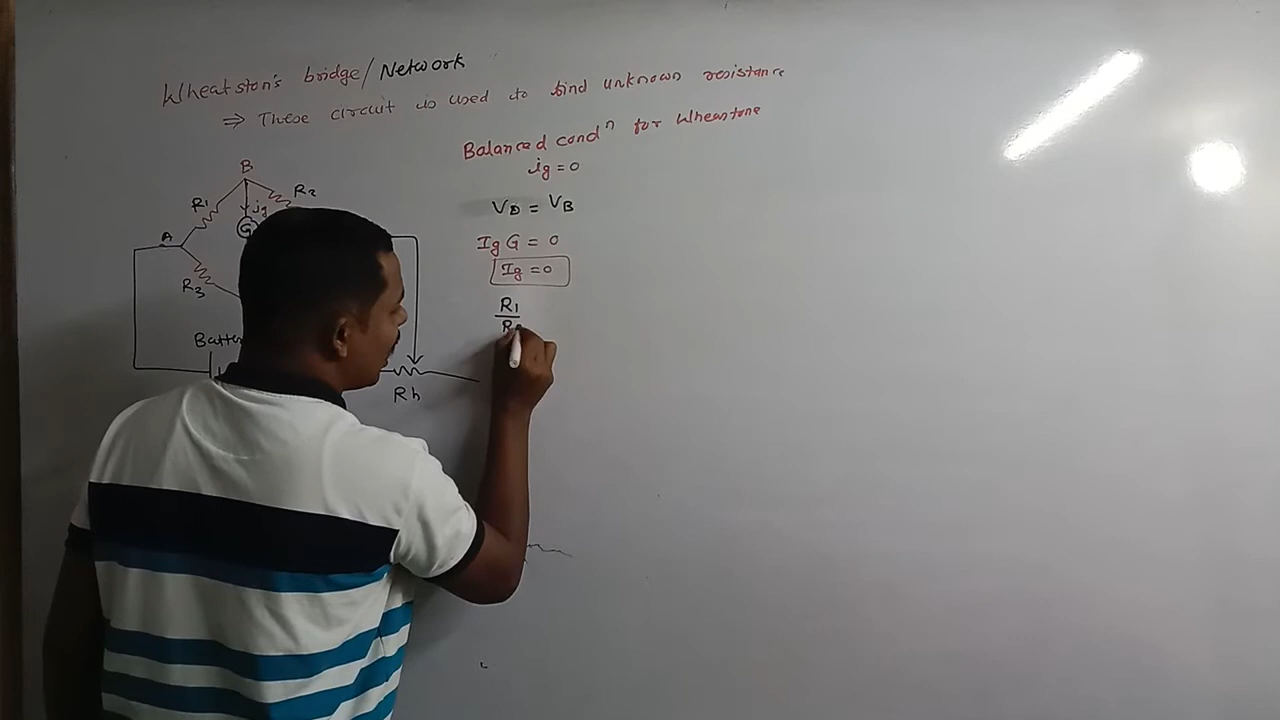 Wheatston's bridge/Network
⇒ These circuit is used to find unknown resistance
Balanced condⁿ for Wheastone
ig = 0
VD = VB
Ig G = 0
Ig = 0
R1
B
R1
R2
ig
G
A
R3
Rh